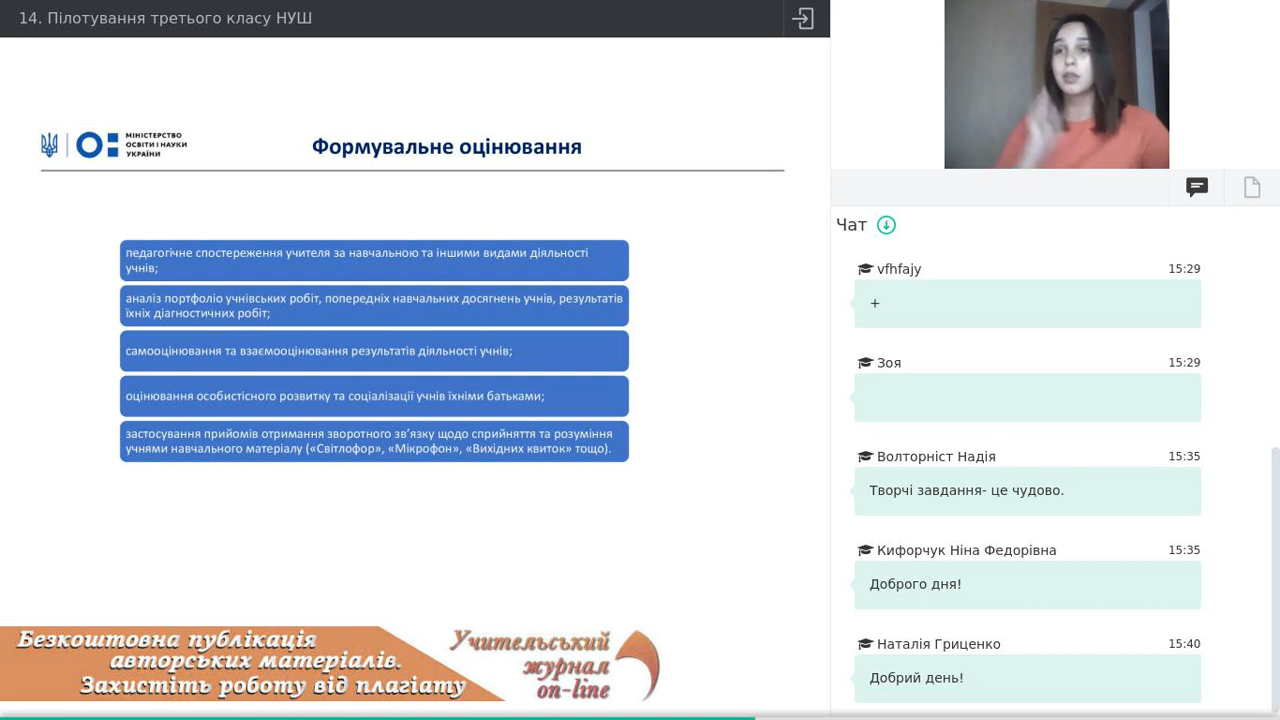 14. Пілотування третього класу НУШ
МІНІСТЕРСТВО
ОСВІТИ І НАУКИ
УКРАЇНИ
Формувальне оцінювання
педагогічне спостереження учителя за навчальною та іншими видами діяльності
учнів;
аналіз портфоліо учнівських робіт, попередніх навчальних досягнень учнів, результатів
їхніх діагностичних робіт;
самооцінювання та взаємооцінювання результатів діяльності учнів;
оцінювання особистісного розвитку та соціалізації учнів їхніми батьками;
застосування прийомів отримання зворотного зв’язку щодо сприйняття та розуміння
учнями навчального матеріалу («Світлофор», «Мікрофон», «Вихідних квиток» тощо).
Безкоштовна публікація
авторських матеріалів.
Захистіть роботу від плагіату
Учительський
журнал
on-line
Чат
vfhfajy 15:29
+
Зоя 15:29
Волторніст Надія 15:35
Творчі завдання- це чудово.
Кифорчук Ніна Федорівна 15:35
Доброго дня!
Наталія Гриценко 15:40
Добрий день!